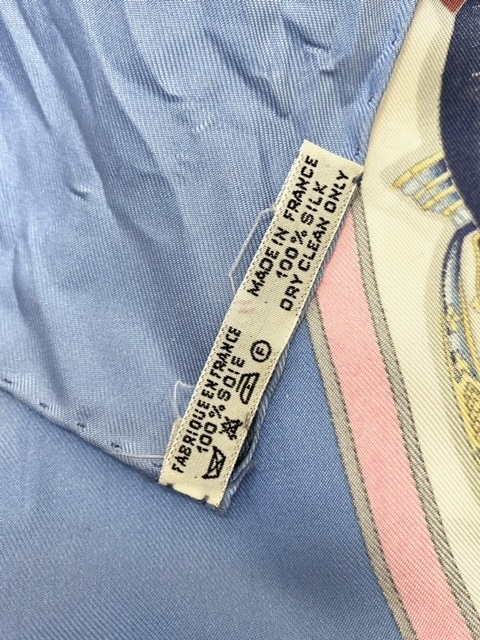 MADE IN FRANCE
100% SILK
DRY CLEAN ONLY
FABRIQUE EN FRANCE
100% SOIE
F